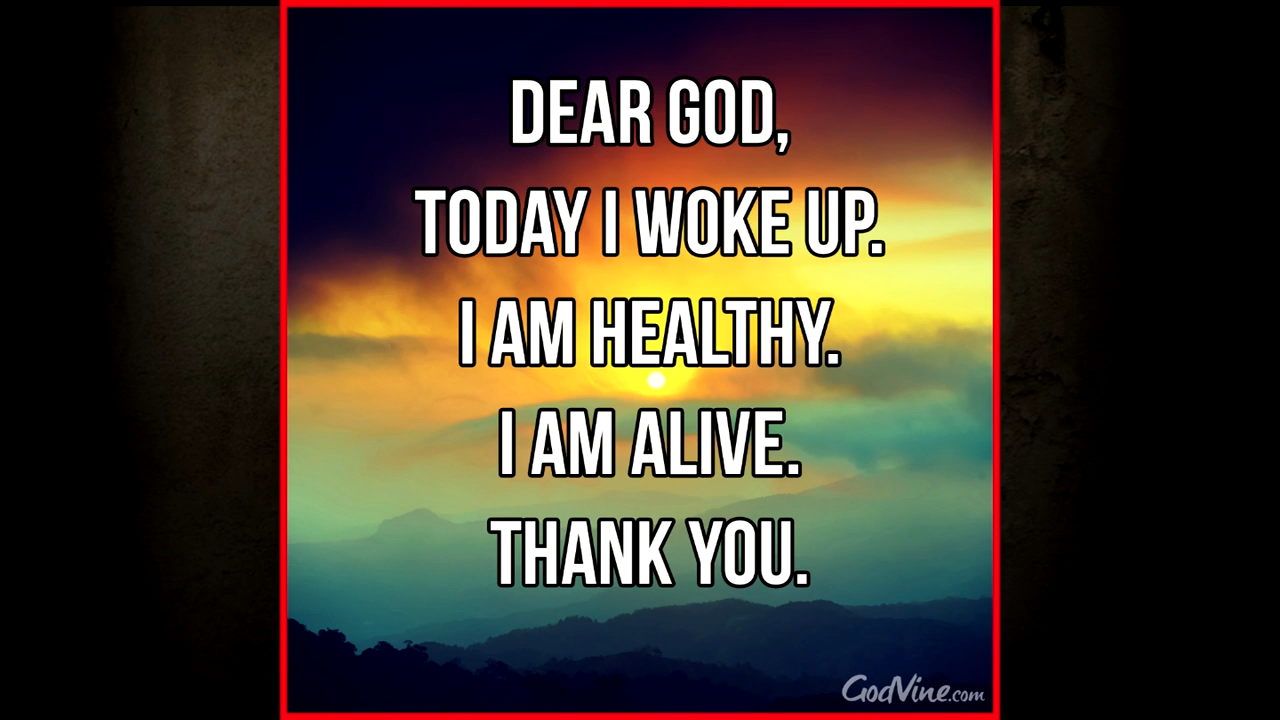 DEAR GOD,
TODAY I WOKE UP.
I AM HEALTHY.
I AM ALIVE.
THANK YOU.
GodVine.com